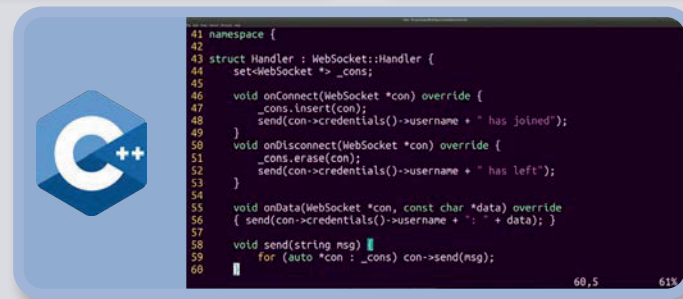 C++
41 namespace {
42
43 struct Handler : WebSocket::Handler {
44     set<WebSocket *> _cons;
45
46     void onConnect(WebSocket *con) override {
47         _cons.insert(con);
48         send(con->credentials()->username + " has joined");
49     }
50     void onDisconnect(WebSocket *con) override {
51         _cons.erase(con);
52         send(con->credentials()->username + " has left");
53     }
54
55     void onData(WebSocket *con, const char *data) override
56     { send(con->credentials()->username + ": " + data); }
57
58     void send(string msg) {
59         for (auto *con : _cons) con->send(msg);
60     }
60,5 61%